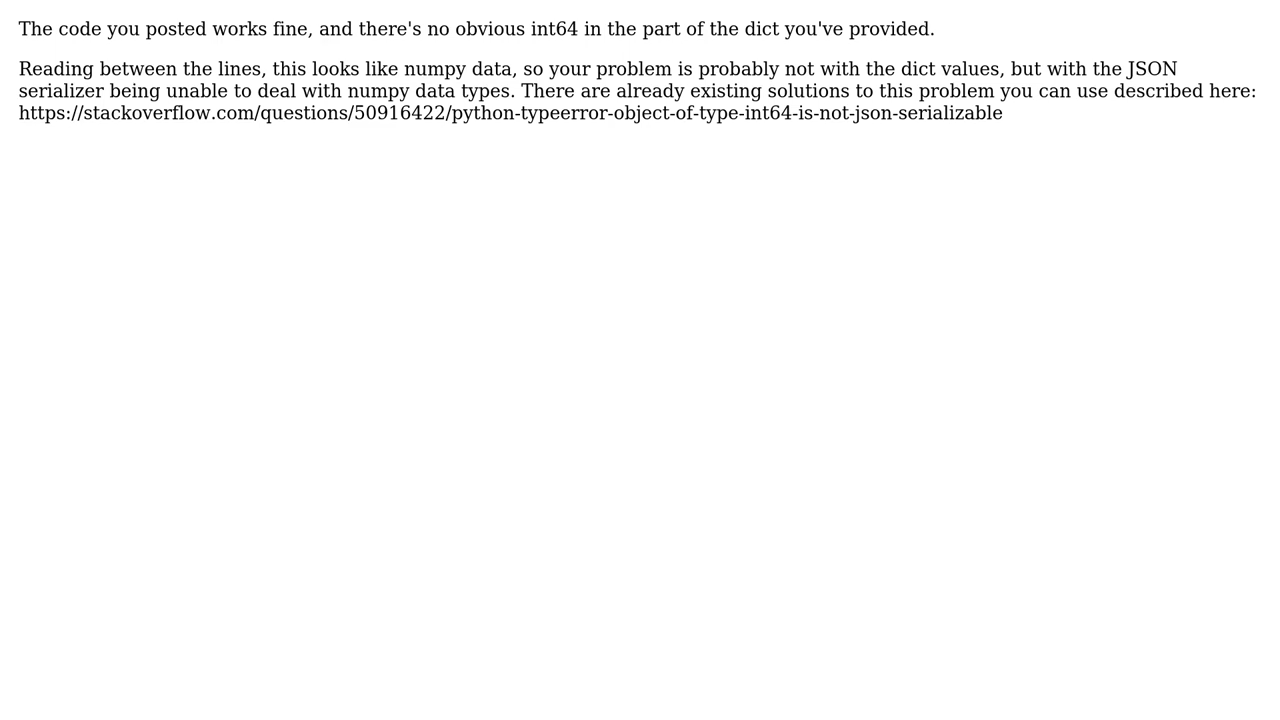 The code you posted works fine, and there's no obvious int64 in the part of the dict you've provided.
Reading between the lines, this looks like numpy data, so your problem is probably not with the dict values, but with the JSON
serializer being unable to deal with numpy data types. There are already existing solutions to this problem you can use described here:
https://stackoverflow.com/questions/50916422/python-typeerror-object-of-type-int64-is-not-json-serializable